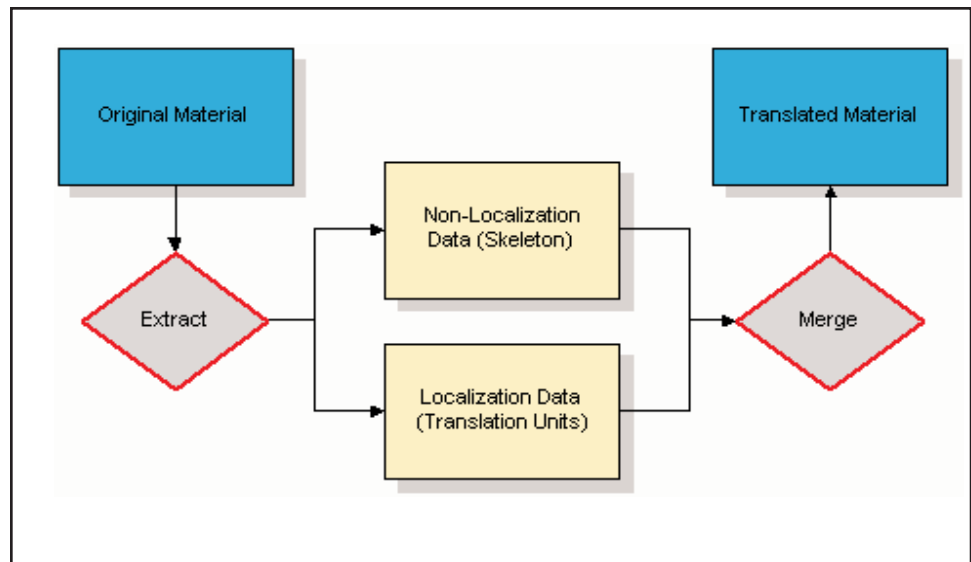 Original Material
Translated Material
Non-Localization
Data (Skeleton)
Extract
Merge
Localization Data
(Translation Units)